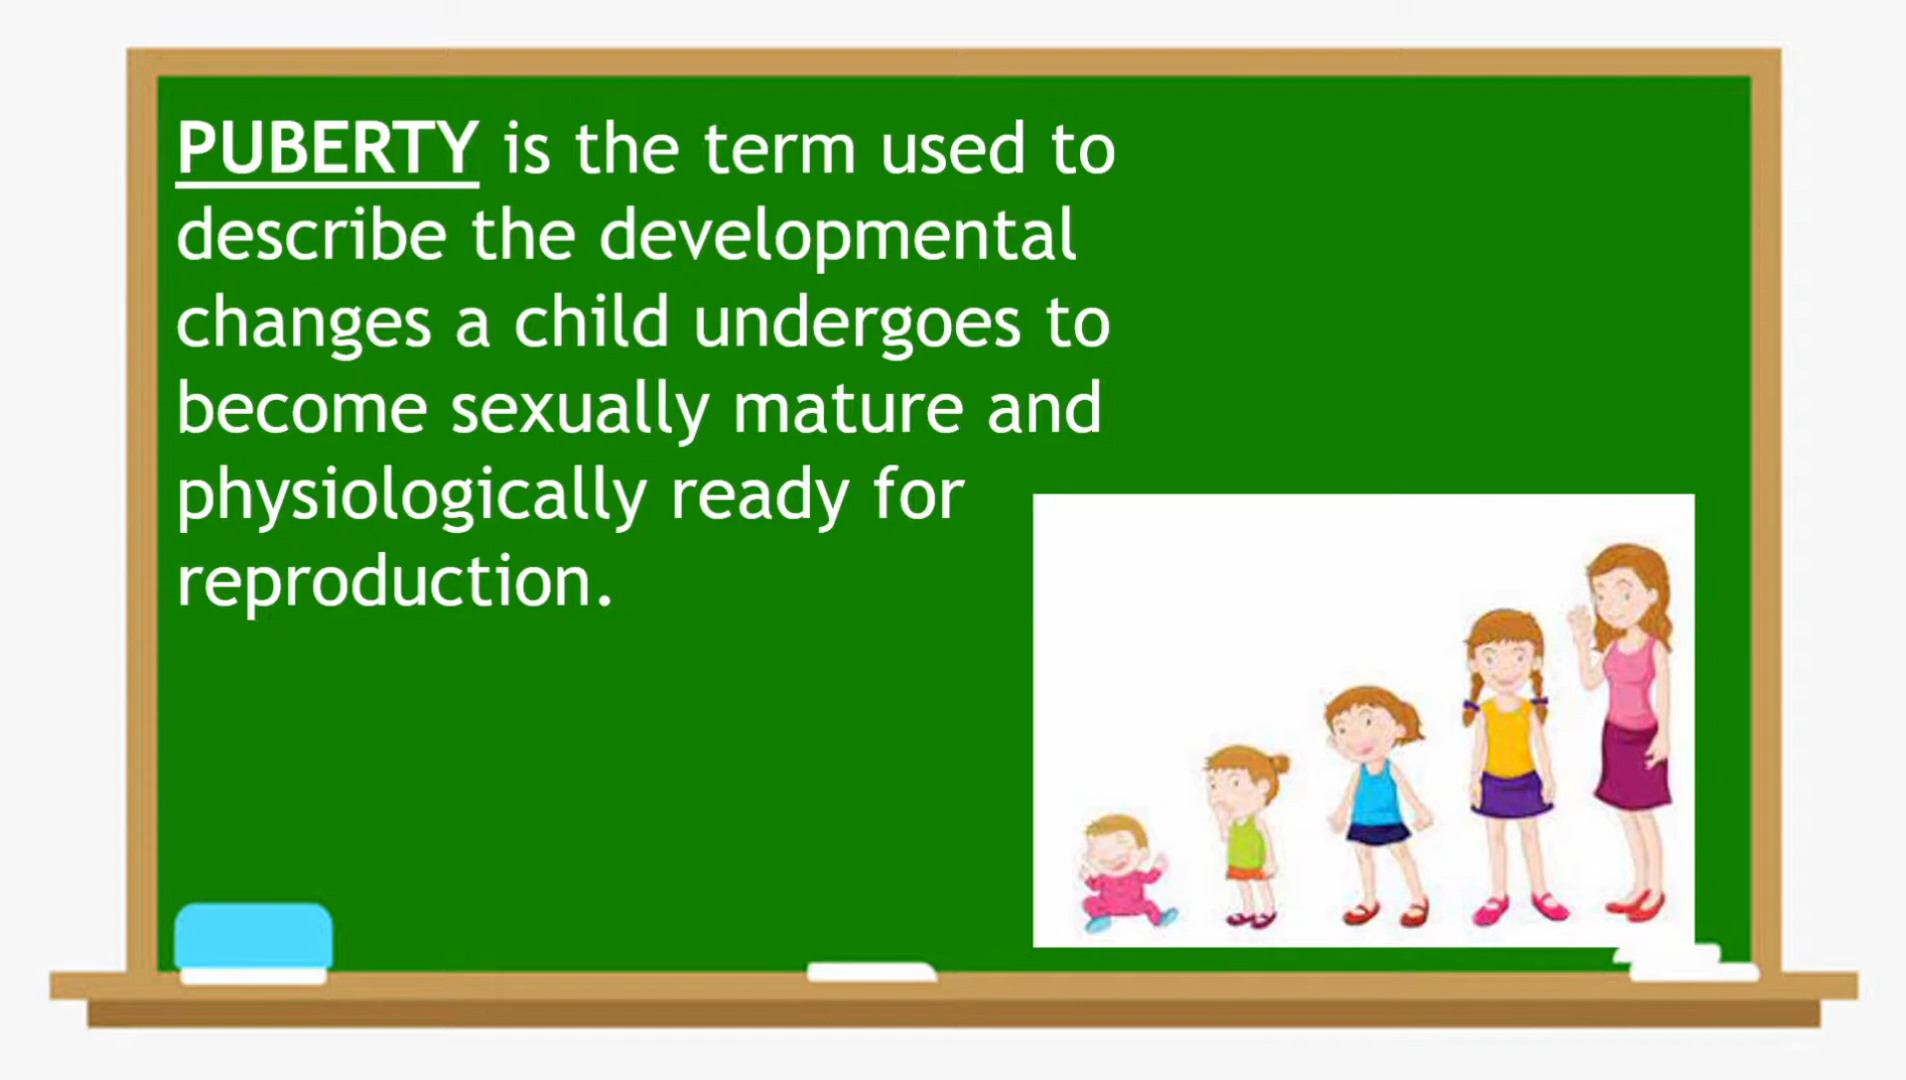 PUBERTY is the term used to
describe the developmental
changes a child undergoes to
become sexually mature and
physiologically ready for
reproduction.